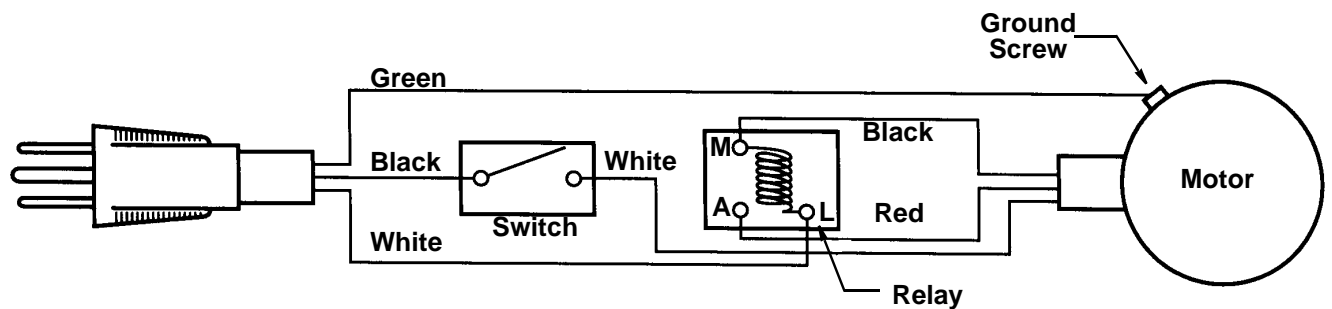 Ground
Screw
Green
Black
White
M
Black
Motor
A
L
Red
Switch
White
Relay